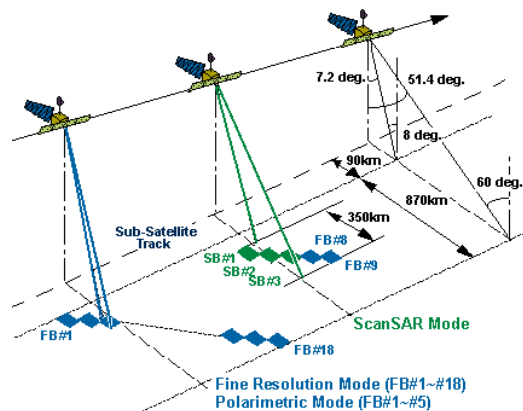 7.2 deg.
51.4 deg.
8 deg.
90km
870km
60 deg.
350km
Sub-Satellite
Track
SB#1
SB#2
SB#3
FB#8
FB#9
ScanSAR Mode
FB#1
FB#18
Fine Resolution Mode (FB#1~#18)
Polarimetric Mode (FB#1~#5)